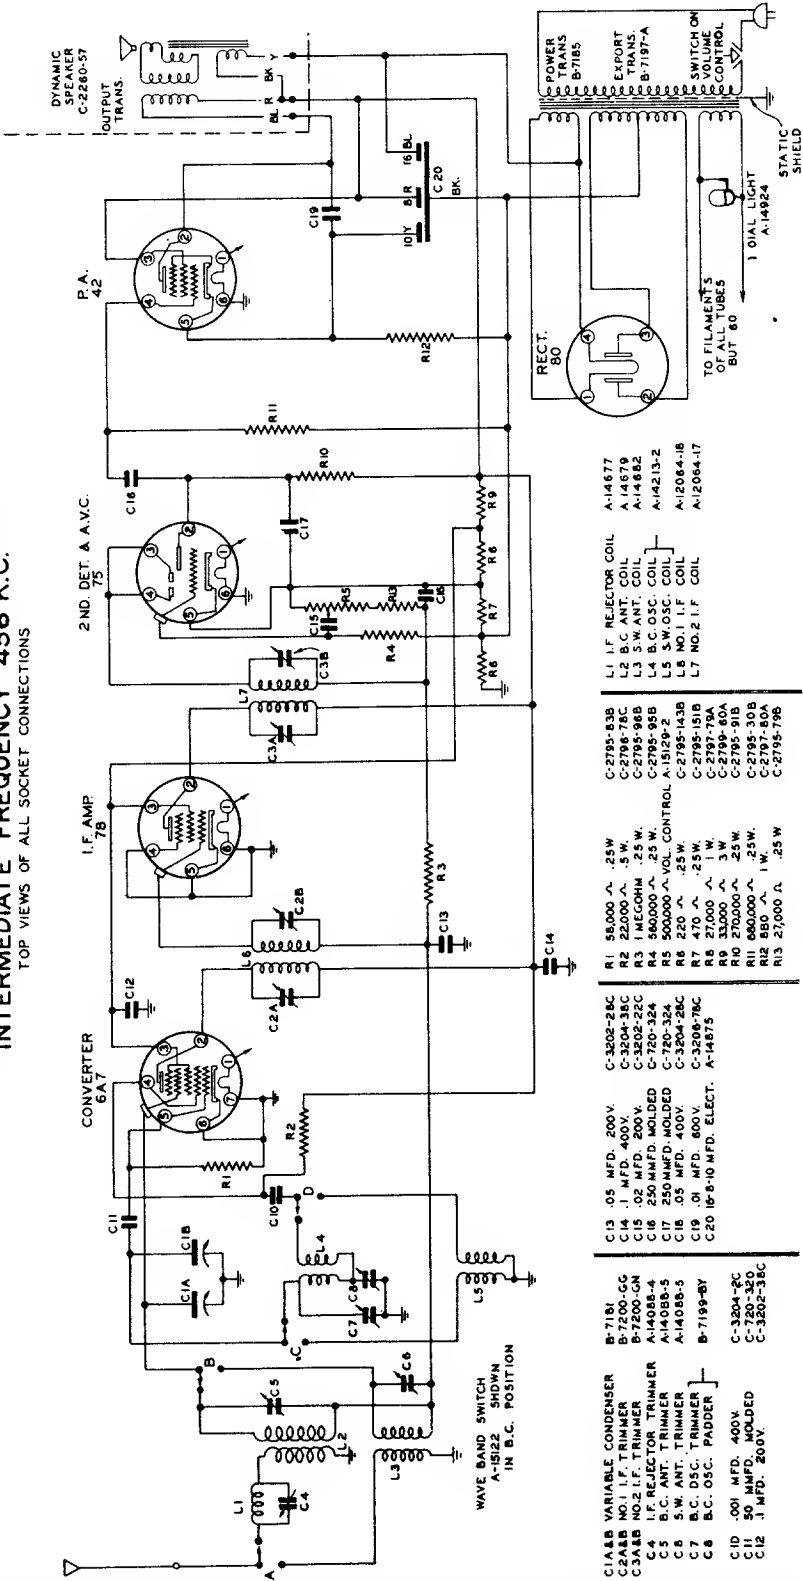 INTERMEDIATE FREQUENCY 456 K.C.
TOP VIEWS OF ALL SOCKET CONNECTIONS
CONVERTER
6A7
I.F. AMP.
78
2ND. DET. & A.V.C.
75
P.A.
42
DYNAMIC
SPEAKER
C-2260-57
OUTPUT
TRANS.
BL
R
BK
Y
C12
C11
C1A
C1B
R1
C10
D
R2
L4
C8
C7
L5
C
B
C5
L2
C6
L3
L1
C4
A
L6
C2A
C2B
C13
C14
R3
L7
C3A
C3B
C15
R4
R5
R13
C16
C17
R6
R7
R6
R9
R10
C16
R11
R12
C19
10 Y
8 R
16 BL
C20
BK.
RECT.
80
POWER
TRANS
B-7185
EXPORT
TRANS.
B-7197-A
SWITCH ON
VOLUME
CONTROL
STATIC
SHIELD
1 DIAL LIGHT
A-14924
TO FILAMENTS
OF ALL TUBES
BUT 80
WAVE BAND SWITCH
A-15122 SHOWN
IN B.C. POSITION
C1A&B VARIABLE CONDENSER B-7181
C2A&B NO.1 I.F. TRIMMER B-7200-GG
C3A&B NO.2 I.F. TRIMMER B-7200-GN
C4 I.F. REJECTOR TRIMMER A-14088-4
C5 B.C. ANT. TRIMMER A-14088-5
C6 S.W. ANT. TRIMMER A-14088-5
C7 B.C. OSC. TRIMMER
C8 B.C. OSC. PADDER B-7199-BY
C10 .001 MFD. 400V. C-3204-2C
C11 50 MMFD. MOLDED C-720-320
C12 .1 MFD. 200V. C-3202-38C
C13 .05 MFD. 200V. C-3202-28C
C14 .1 MFD. 400V. C-3204-38C
C15 .02 MFD. 200V. C-3202-22C
C16 250 MMFD. MOLDED C-720-324
C17 250 MMFD. MOLDED C-720-324
C18 .05 MFD. 400V. C-3204-28C
C19 .01 MFD. 600V. C-3206-78C
C20 16-8-10 MFD. ELECT. A-14875
R1 58,000 Ω .25W C-2795-83B
R2 22,000 Ω .5 W. C-2796-78C
R3 1 MEGOHM .25 W. C-2795-98B
R4 560,000 Ω .25 W. C-2795-95B
R5 500,000 Ω VOL. CONTROL A-15129-2
R6 220 Ω .25W. C-2795-143B
R7 470 Ω .25W. C-2795-151B
R8 27,000 Ω 1 W. C-2797-79A
R9 33,000 Ω 3 W C-2799-80A
R10 270,000 Ω .25 W. C-2795-91B
R11 680,000 Ω .25W. C-2795-30B
R12 880 Ω 1 W. C-2797-80A
R13 27,000 Ω .25 W C-2795-79B
L1 I.F. REJECTOR COIL A-14677
L2 B.C. ANT. COIL A 14679
L3 S.W. ANT. COIL A-14682
L4 B.C. OSC. COIL
L5 S.W. OSC. COIL A-14213-2
L8 NO.1 I.F COIL A-12064-18
L7 NO.2 I.F COIL A-12064-17